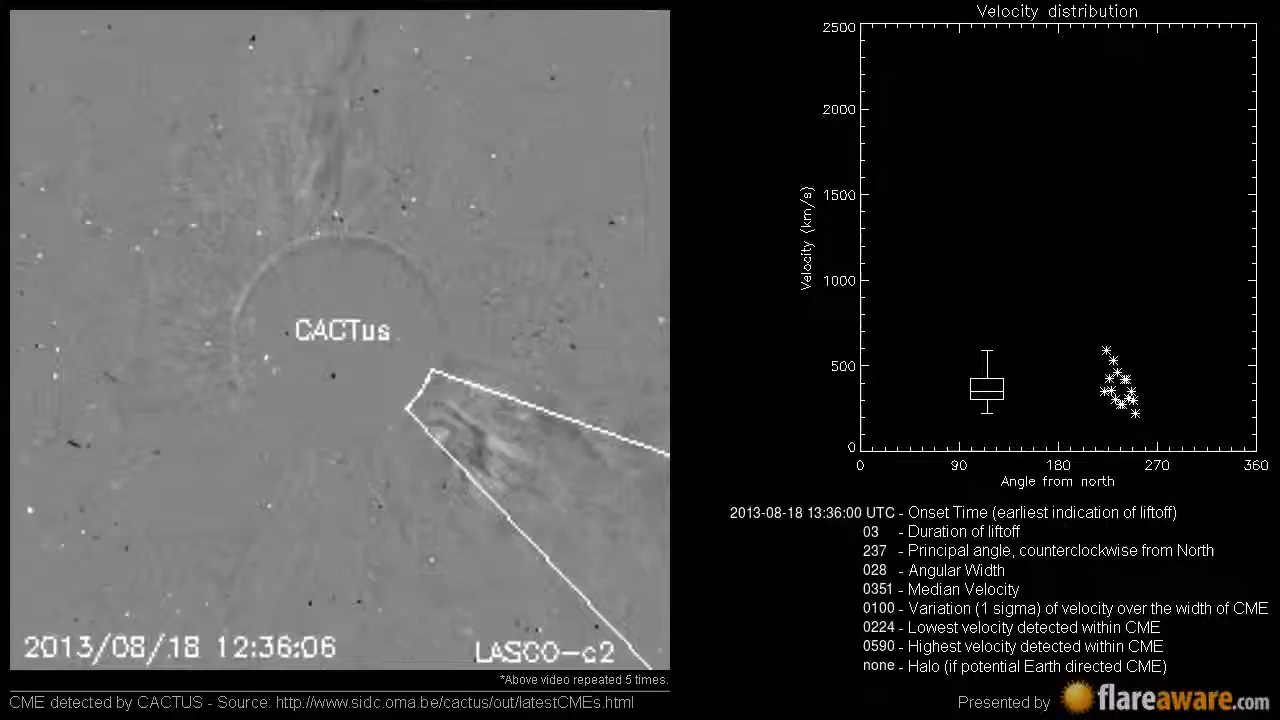 CACTus
2013/08/18 12:36:06
LASCO-c2
*Above video repeated 5 times.
CME detected by CACTUS - Source: http://www.sidc.oma.be/cactus/out/latestCMEs.html
Velocity distribution
Velocity (km/s)
2500
2000
1500
1000
500
0
0 90 180 270 360
Angle from north
2013-08-18 13:36:00 UTC - Onset Time (earliest indication of liftoff)
03 - Duration of liftoff
237 - Principal angle, counterclockwise from North
028 - Angular Width
0351 - Median Velocity
0100 - Variation (1 sigma) of velocity over the width of CME
0224 - Lowest velocity detected within CME
0590 - Highest velocity detected within CME
none - Halo (if potential Earth directed CME)
Presented by flareaware.com